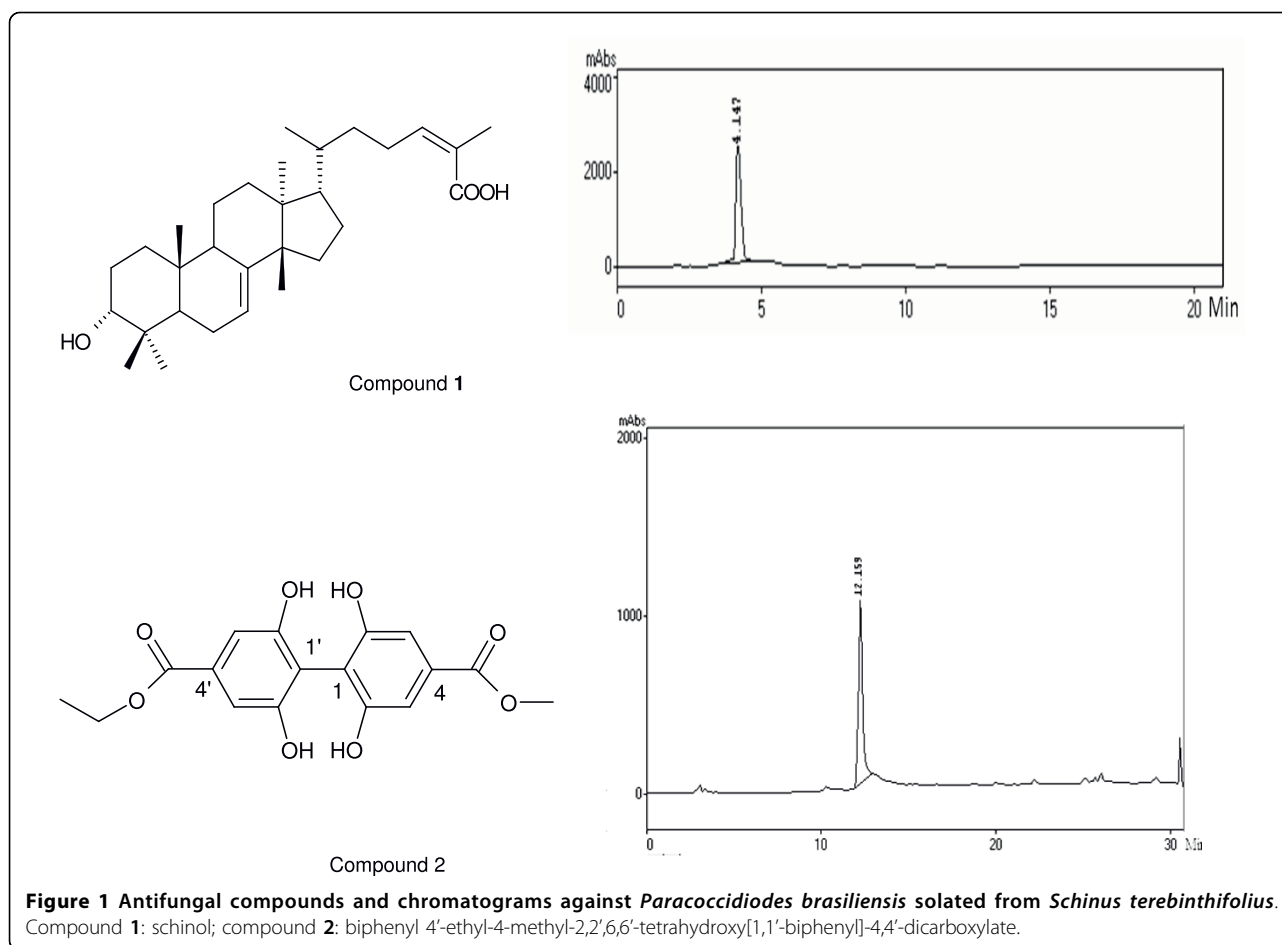 mAbs
4000
2000
0
4.147
0 5 10 15 20 Min
COOH
HO
Compound 1
mAbs
2000
1000
0
12.159
0 10 20 30
OH HO
O 1' O
4' 1 4
O O
OH HO
Compound 2
Figure 1 Antifungal compounds and chromatograms against Paracoccidiodes brasiliensis solated from Schinus terebinthifolius.
Compound 1: schinol; compound 2: biphenyl 4′-ethyl-4-methyl-2,2′,6,6′-tetrahydroxy[1,1′-biphenyl]-4,4′-dicarboxylate.